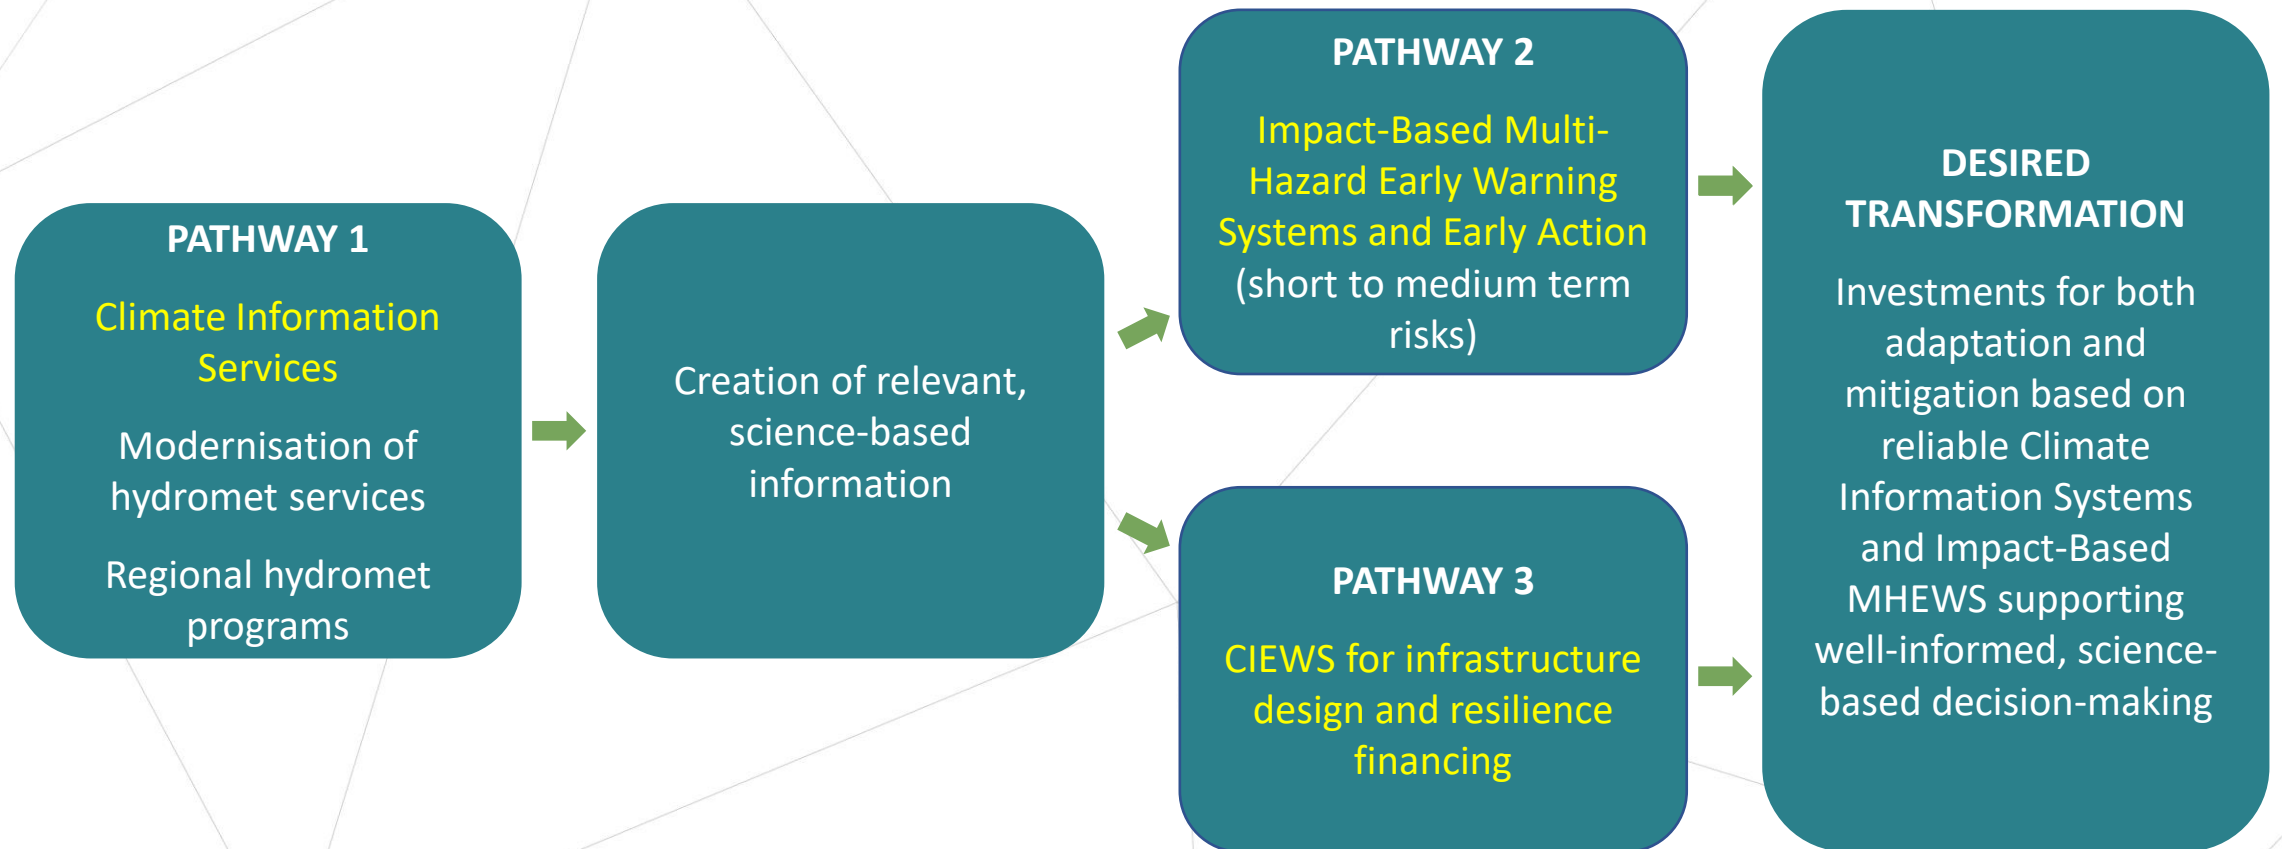 PATHWAY 1
Climate Information
Services
Modernisation of
hydromet services
Regional hydromet
programs
Creation of relevant,
science-based
information
PATHWAY 2
Impact-Based Multi-
Hazard Early Warning
Systems and Early Action
(short to medium term
risks)
PATHWAY 3
CIEWS for infrastructure
design and resilience
financing
DESIRED
TRANSFORMATION
Investments for both
adaptation and
mitigation based on
reliable Climate
Information Systems
and Impact-Based
MHEWS supporting
well-informed, science-
based decision-making